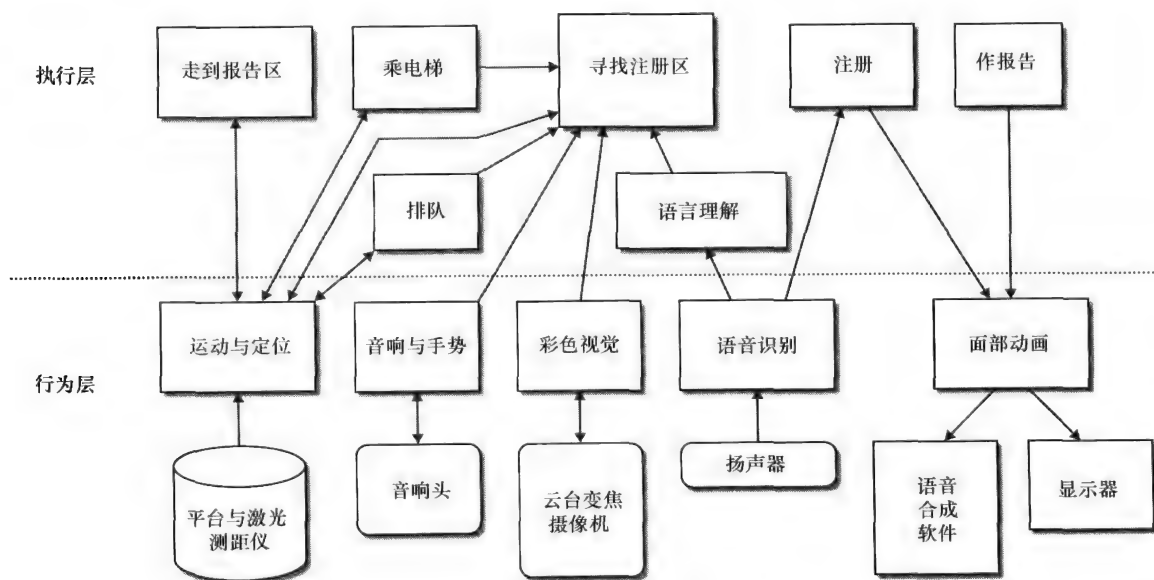 执行层
走到报告区
乘电梯
寻找注册区
注册
作报告
排队
语言理解
行为层
运动与定位
音响与手势
彩色视觉
语音识别
面部动画
平台与激光
测距仪
音响头
云台变焦
摄像机
扬声器
语音
合成
软件
显示器